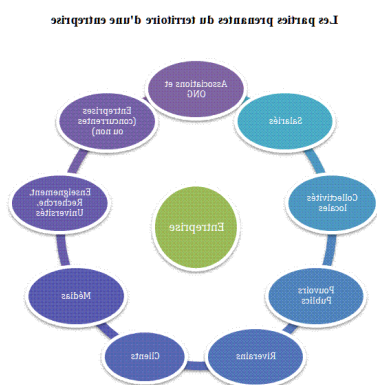 Les parties prenantes du territoire d'une entreprise
Associations et
ONG
Entreprises
(concurrentes
ou non)
Salariés
Enseignement,
Recherche,
Universités
Collectivités
locales
Entreprise
Médias
Pouvoirs
Publics
Clients
Riverains